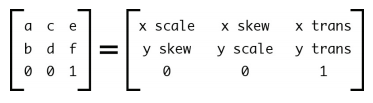 a c e x scale x skew x trans
b d f = y skew y scale y trans
0 0 1 0 0 1